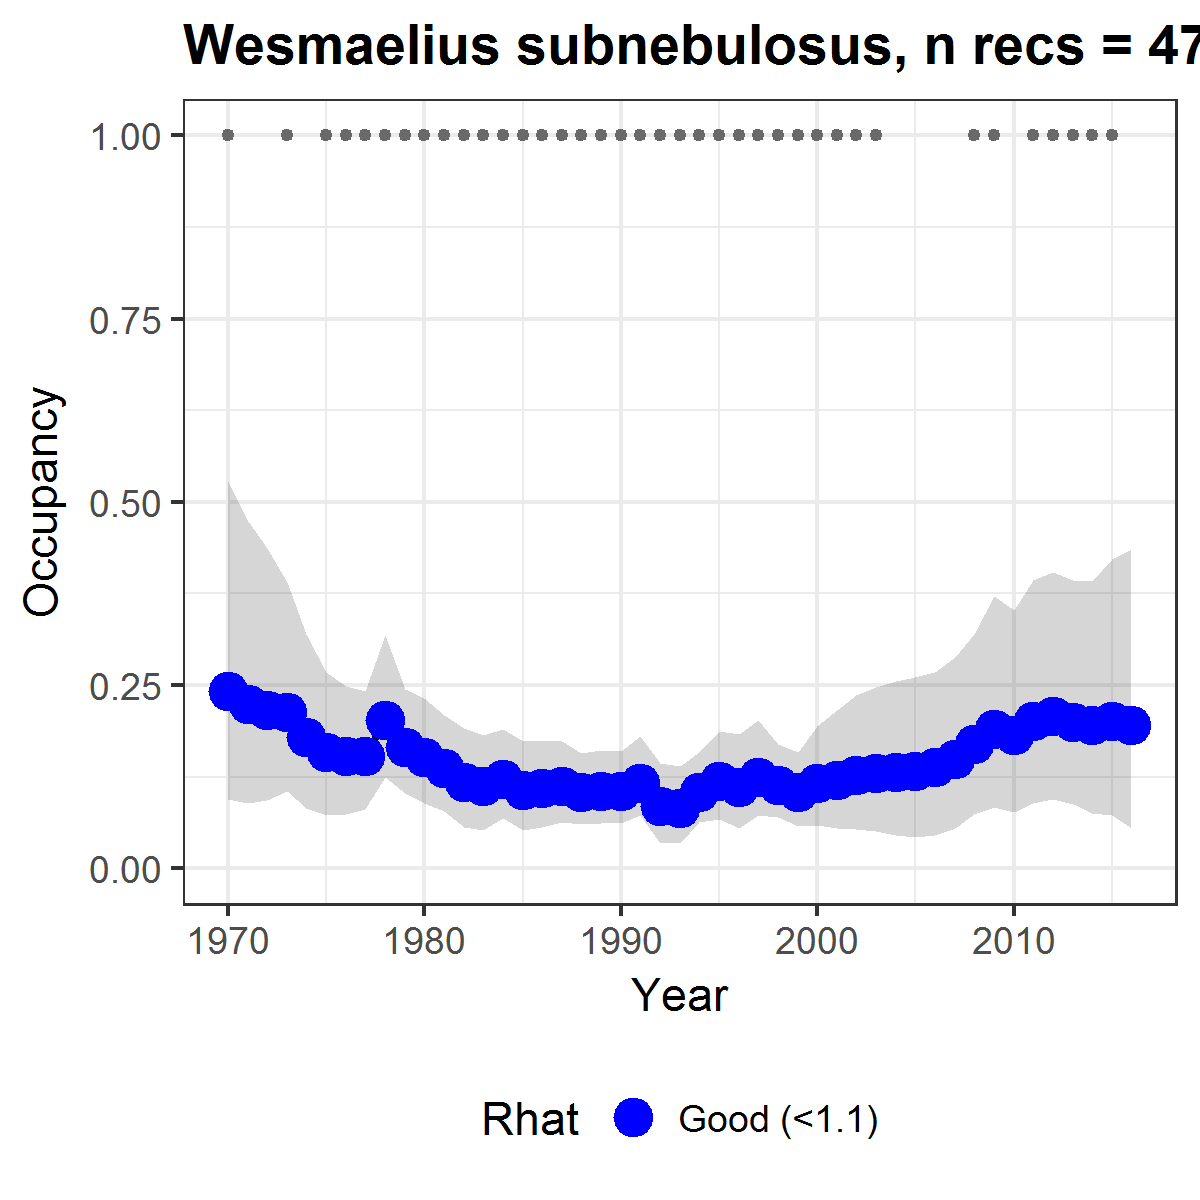 Wesmaelius subnebulosus, n recs = 47
1.00
0.75
0.50
0.25
0.00
Occupancy
1970 1980 1990 2000 2010
Year
Rhat Good (<1.1)